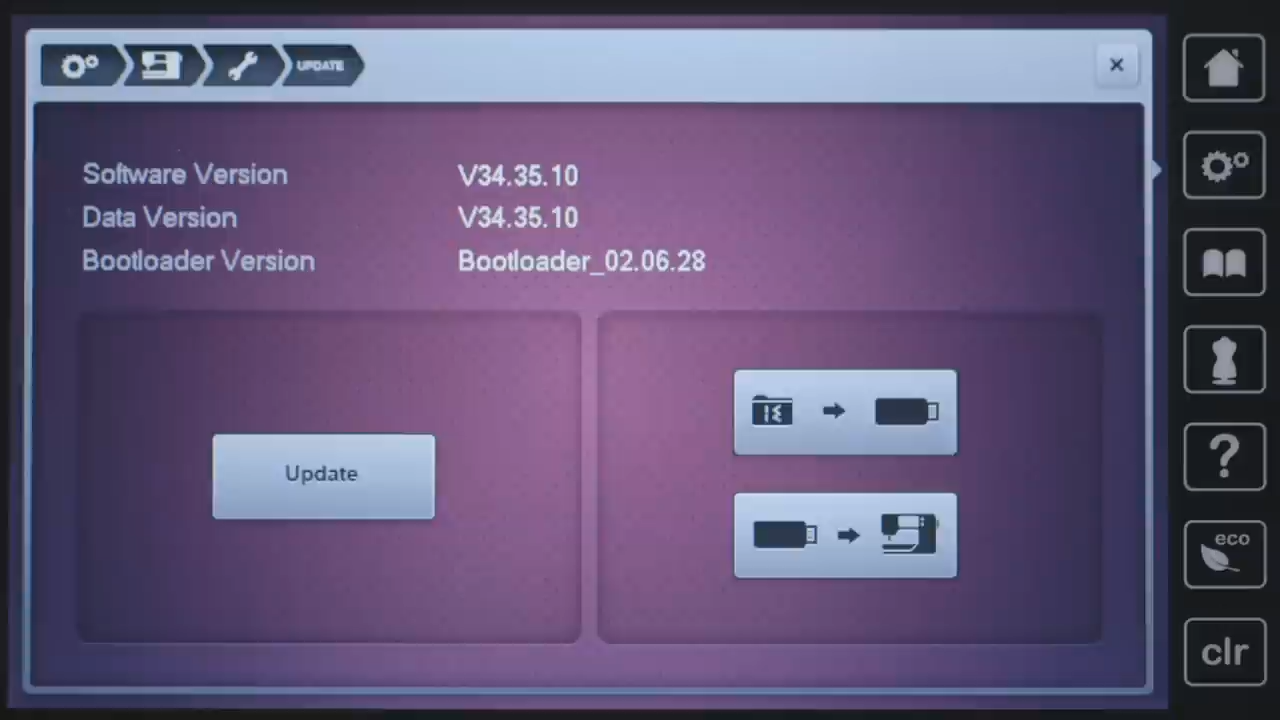 UPDATE
Software Version V34.35.10
Data Version V34.35.10
Bootloader Version Bootloader_02.06.28
Update
eco
clr